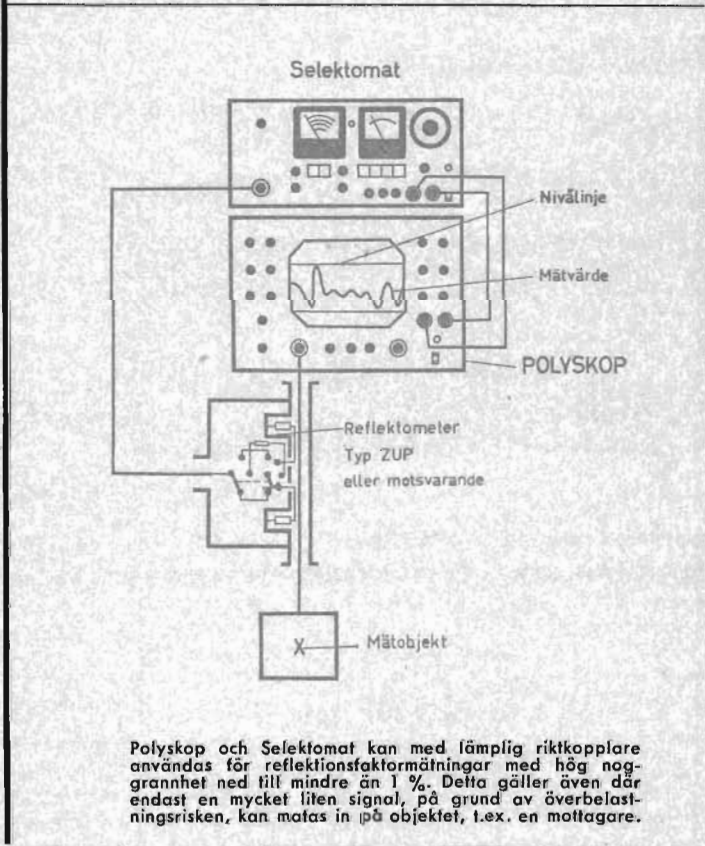 Selektomat
Nivålinje
Mätvärde
POLYSKOP
Reflektometer
Typ ZUP
eller motsvarande
X
Mätobjekt
Polyskop och Selektomat kan med lämplig riktkopplare
användas för reflektionsfaktormätningar med hög nog-
grannhet ned till mindre än 1 %. Detta gäller även där
endast en mycket liten signal, på grund av överbelast-
ningsrisken, kan matas in på objektet, t.ex. en mottagare.